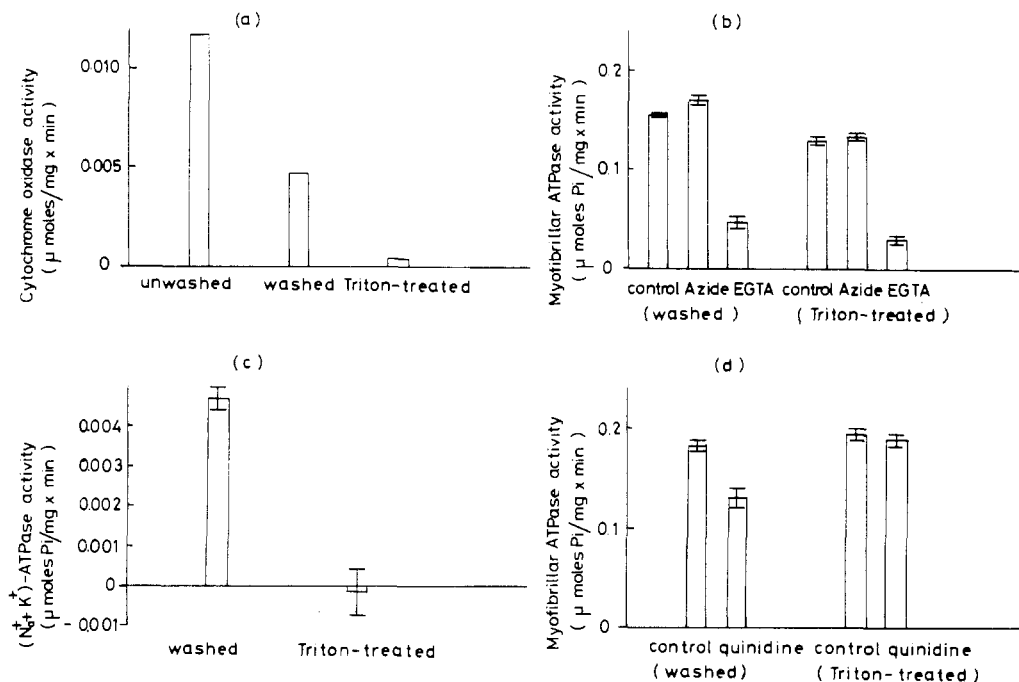 (a)
Cytochrome oxidase activity
( μ moles/mg x min )
0.010
0.005
0
unwashed washed Triton-treated
(b)
Myofibrillar ATPase activity
( μ moles Pi/mg x min )
0.2
0.1
0
control Azide EGTA control Azide EGTA
( washed ) ( Triton-treated )
(c)
(Na⁺+K⁺)-ATPase activity
( μ moles Pi/mg x min )
0.004
0.003
0.002
0.001
0
- 0.001
washed Triton-treated
(d)
Myofibrillar ATPase activity
( μ moles Pi/mg x min )
0.2
0.1
0
control quinidine control quinidine
( washed ) ( Triton-treated )